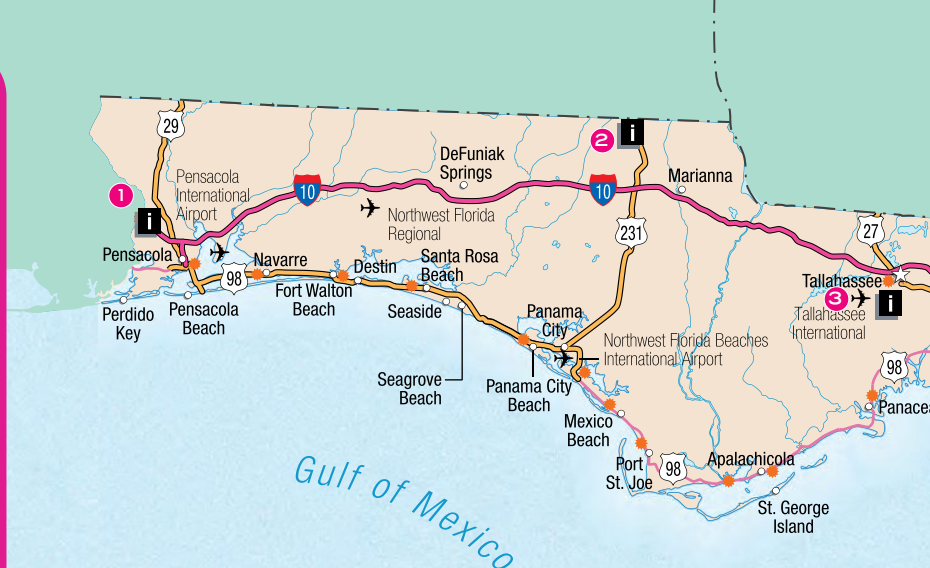 29
2
i
DeFuniak
Springs
Marianna
Pensacola
International
Airport
1
i
10
10
Northwest Florida
Regional
231
27
Pensacola
Navarre
98
Destin
Santa Rosa
Beach
Tallahassee
3
i
Tallahassee
International
Perdido
Key
Pensacola
Beach
Fort Walton
Beach
Seaside
Panama
City
Northwest Florida Beaches
International Airport
98
Seagrove
Beach
Panama City
Beach
Panacea
Mexico
Beach
Port
St. Joe
98
Apalachicola
St. George
Island
Gulf of Mexico